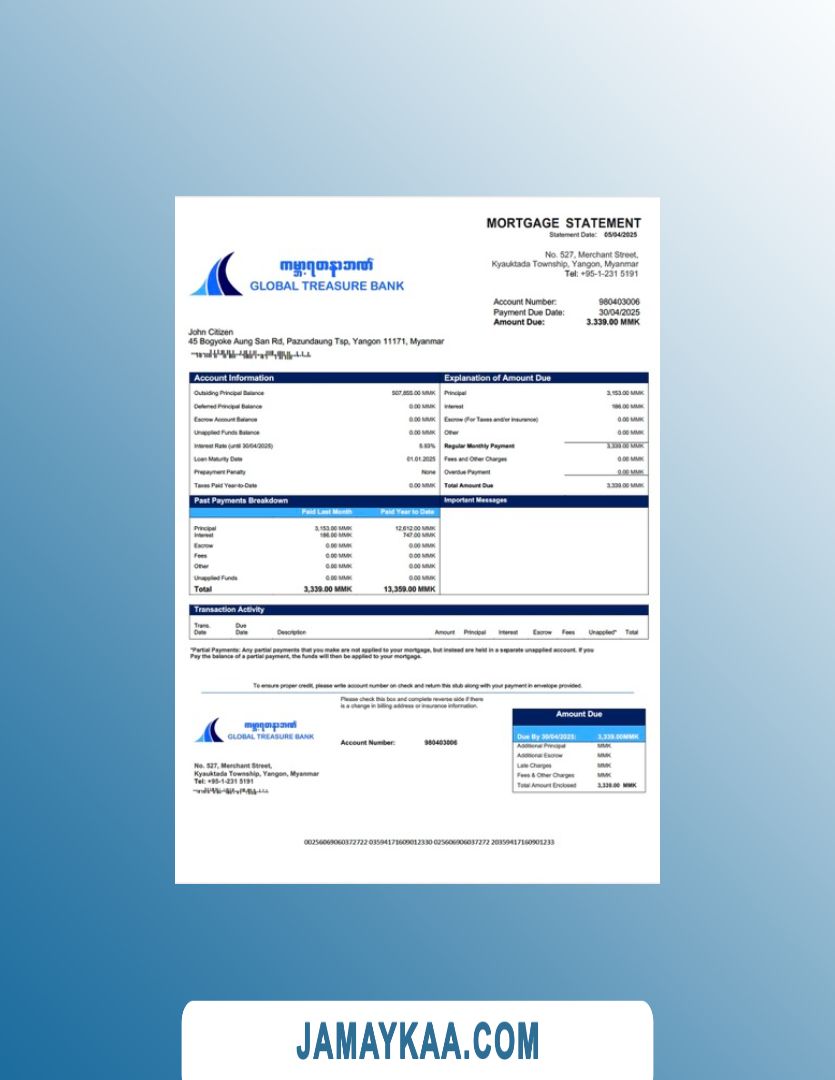 MORTGAGE STATEMENT
Statement Date: 05/04/2025
No. 527, Merchant Street,
Kyauktada Township, Yangon, Myanmar
Tel: +95-1-231 5191
ကမ္ဘာ့ရတနာဘဏ်
GLOBAL TREASURE BANK
Account Number: 980403006
Payment Due Date: 30/04/2025
Amount Due: 3.339.00 MMK
John Citizen
45 Bogyoke Aung San Rd, Pazundaung Tsp, Yangon 11171, Myanmar
Account Information
Outsiding Principal Balance 507,655.00 MMK
Deferred Principal Balance 0.00 MMK
Escrow Account Balance 0.00 MMK
Unapplied Funds Balance 0.00 MMK
Interest Rate (until 30/04/2025)
Loan Maturity Date 01.01.2025
Prepayment Penalty None
Taxes Paid Year-to-Date 0.00 MMK
Explanation of Amount Due
Principal 3,153.00 MMK
Interest 186.00 MMK
Escrow (For Taxes and/or Insurance) 0.00 MMK
Other 0.00 MMK
Regular Monthly Payment 3,339.00 MMK
Fees and Other Charges 0.00 MMK
Overdue Payment 0.00 MMK
Total Amount Due 3,339.00 MMK
Past Payments Breakdown
Paid Last Month Paid Year to Date
Principal 3,153.00 MMK 12,612.00 MMK
Interest 186.00 MMK 747.00 MMK
Escrow 0.00 MMK 0.00 MMK
Fees 0.00 MMK 0.00 MMK
Other 0.00 MMK 0.00 MMK
Unapplied Funds 0.00 MMK 0.00 MMK
Total 3,339.00 MMK 13,359.00 MMK
Important Messages
Transaction Activity
Trans. Date Due Date Description Amount Principal Interest Escrow Fees Unapplied* Total
*Partial Payments: Any partial payments that you make are not applied to your mortgage, but instead are held in a separate unapplied account. If you
Pay the balance of a partial payment, the funds will then be applied to your mortgage.
To ensure proper credit, please write account number on check and return this stub along with your payment in envelope provided.
Please check this box and complete reverse side if there
is a change in billing address or insurance information.
ကမ္ဘာ့ရတနာဘဏ်
GLOBAL TREASURE BANK
Account Number: 980403006
No. 527, Merchant Street,
Kyauktada Township, Yangon, Myanmar
Tel: +95-1-231 5191
Amount Due
Due By 30/04/2025: 3,339.00MMK
Additional Principal MMK
Additional Escrow MMK
Late Charges MMK
Fees & Other Charges MMK
Total Amount Enclosed 3,339.00 MMK
00256069060372722 03594171609012330 025606906037272 20359417160901233
JAMAYKAA.COM